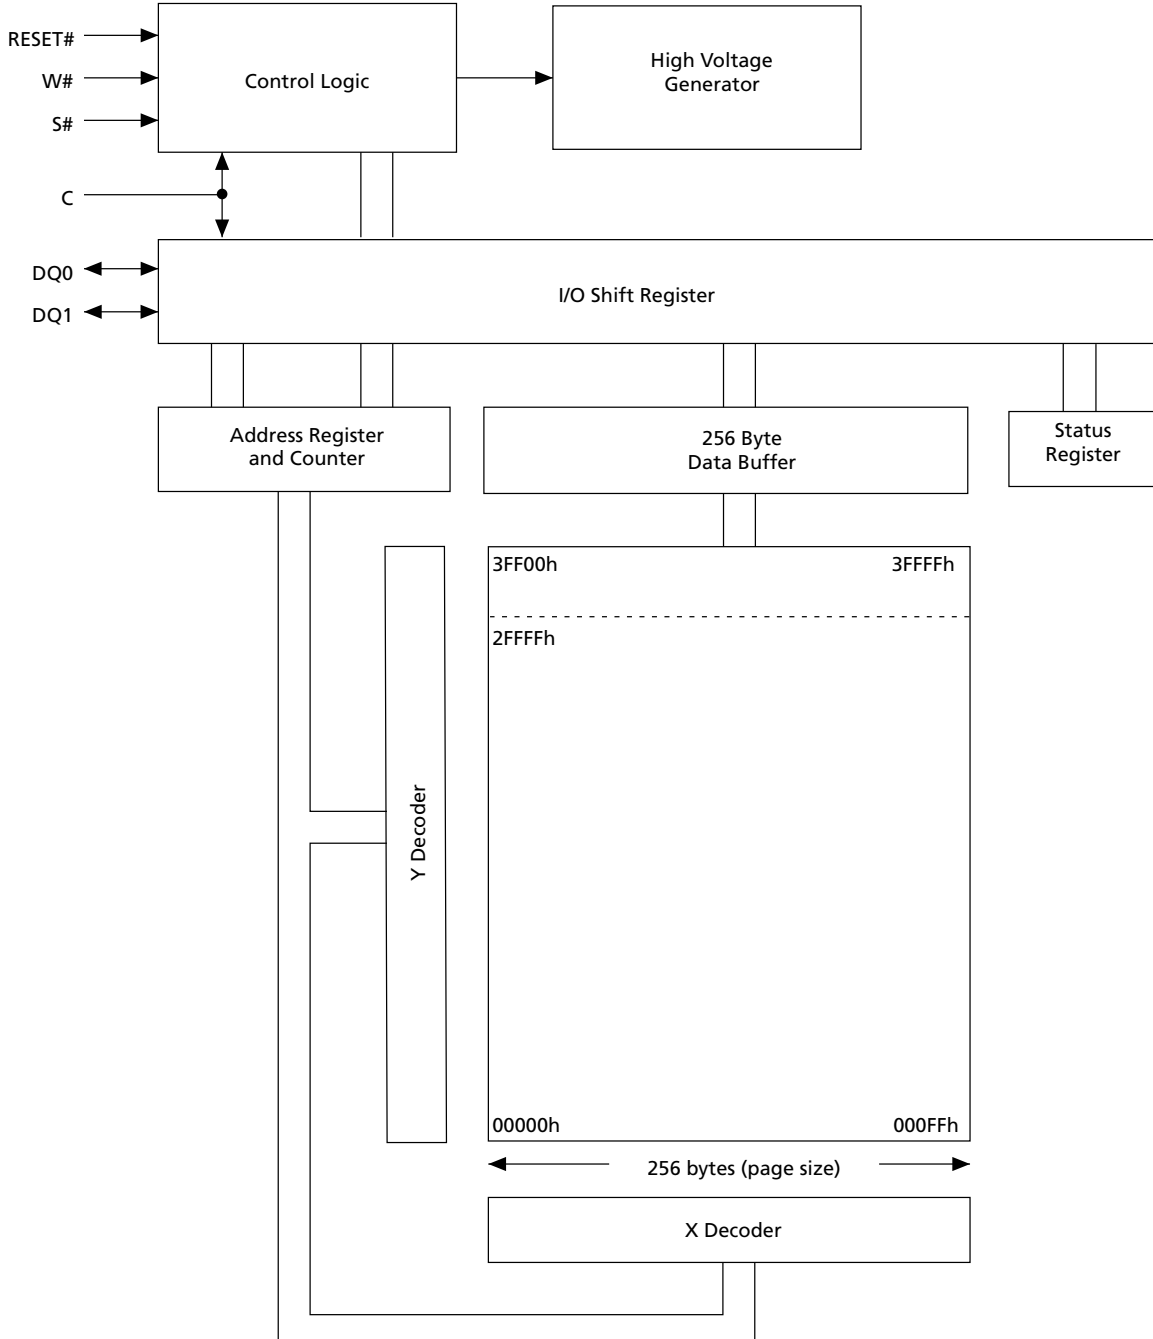 RESET#
W#
S#
C
DQ0
DQ1
Control Logic
High Voltage
Generator
I/O Shift Register
Address Register
and Counter
256 Byte
Data Buffer
Status
Register
Y Decoder
3FF00h
3FFFFh
2FFFFh
00000h
000FFh
256 bytes (page size)
X Decoder